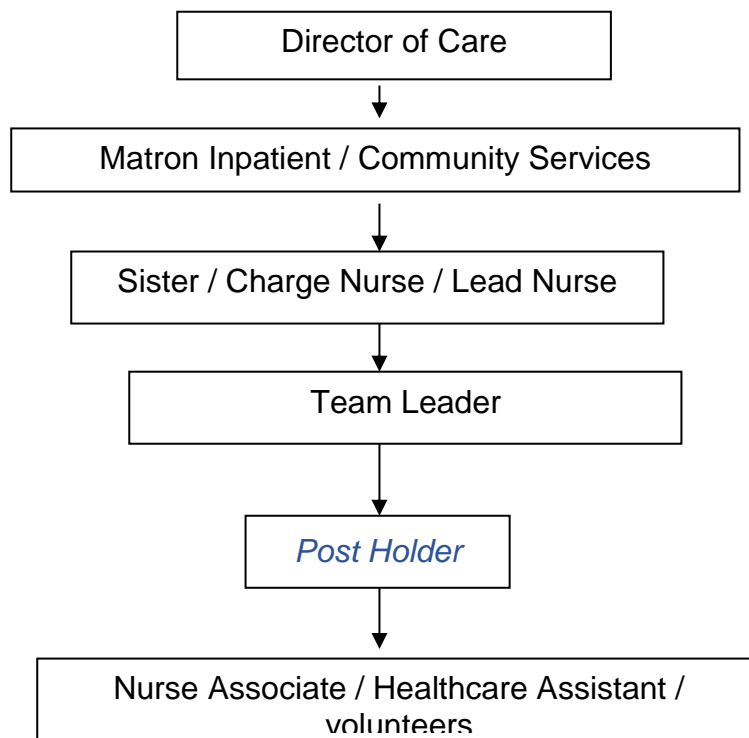 Director of Care
Matron Inpatient / Community Services
Sister / Charge Nurse / Lead Nurse
Team Leader
Post Holder
Nurse Associate / Healthcare Assistant /
volunteers